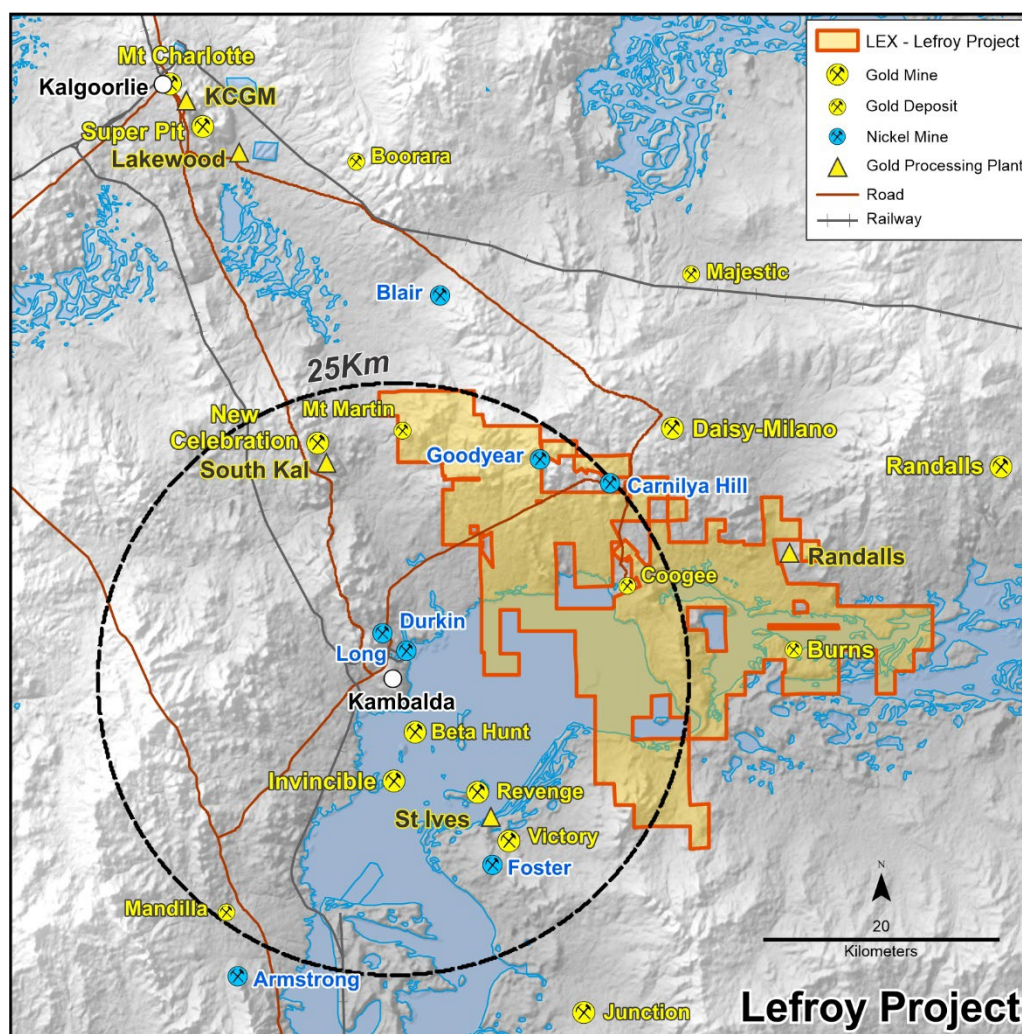 Mt Charlotte
Kalgoorlie
KCGM
Super Pit
Lakewood
Boorara
LEX - Lefroy Project
Gold Mine
Gold Deposit
Nickel Mine
Gold Processing Plant
Road
Railway
Majestic
Blair
25Km
Mt Martin
New
Celebration
South Kal
Goodyear
Daisy-Milano
Carnilya Hill
Randalls
Randalls
Coogee
Durkin
Long
Burns
Kambalda
Beta Hunt
Invincible
Revenge
St Ives
Victory
Foster
Mandilla
Armstrong
Junction
N
20
Kilometers
Lefroy Project